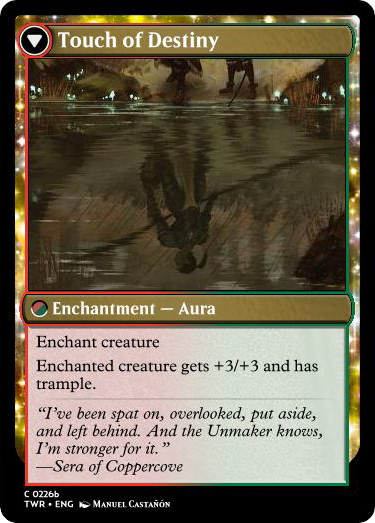 Touch of Destiny
Enchantment — Aura
Enchant creature
Enchanted creature gets +3/+3 and has
trample.
“I’ve been spat on, overlooked, put aside,
and left behind. And the Unmaker knows,
I’m stronger for it.”
—Sera of Coppercove
C 0226b
TWR • ENG Manuel Castañón